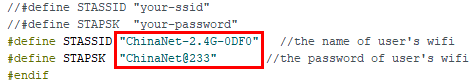 //#define STASSID "your-ssid"
//#define STAPSK  "your-password"
#define STASSID "ChinaNet-2.4G-0DF0"   //the name of user's wifi
#define STAPSK  "ChinaNet@233"       //the password of user's wifi
#endif